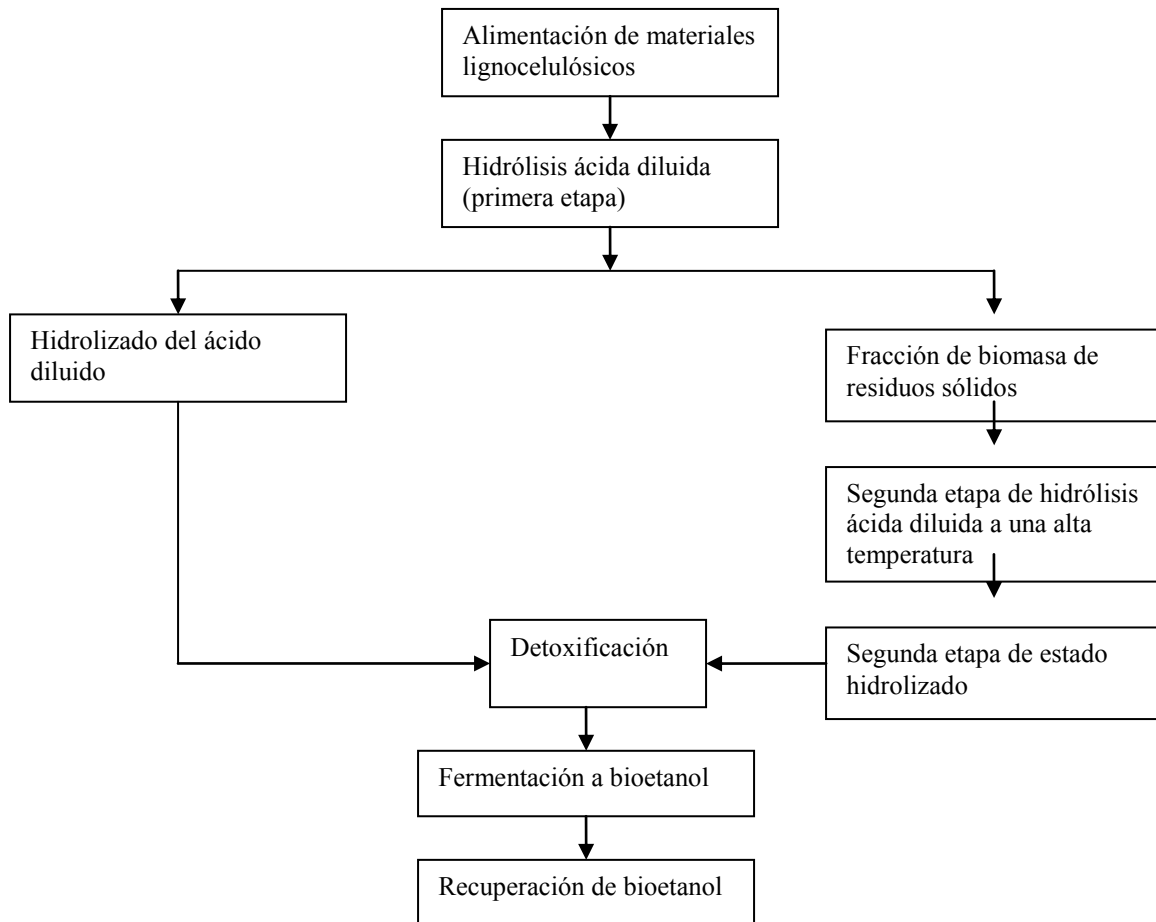 Alimentación de materiales
lignocelulósicos
Hidrólisis ácida diluida
(primera etapa)
Hidrolizado del ácido
diluido
Fracción de biomasa de
residuos sólidos
Segunda etapa de hidrólisis
ácida diluida a una alta
temperatura
Detoxificación
Segunda etapa de estado
hidrolizado
Fermentación a bioetanol
Recuperación de bioetanol